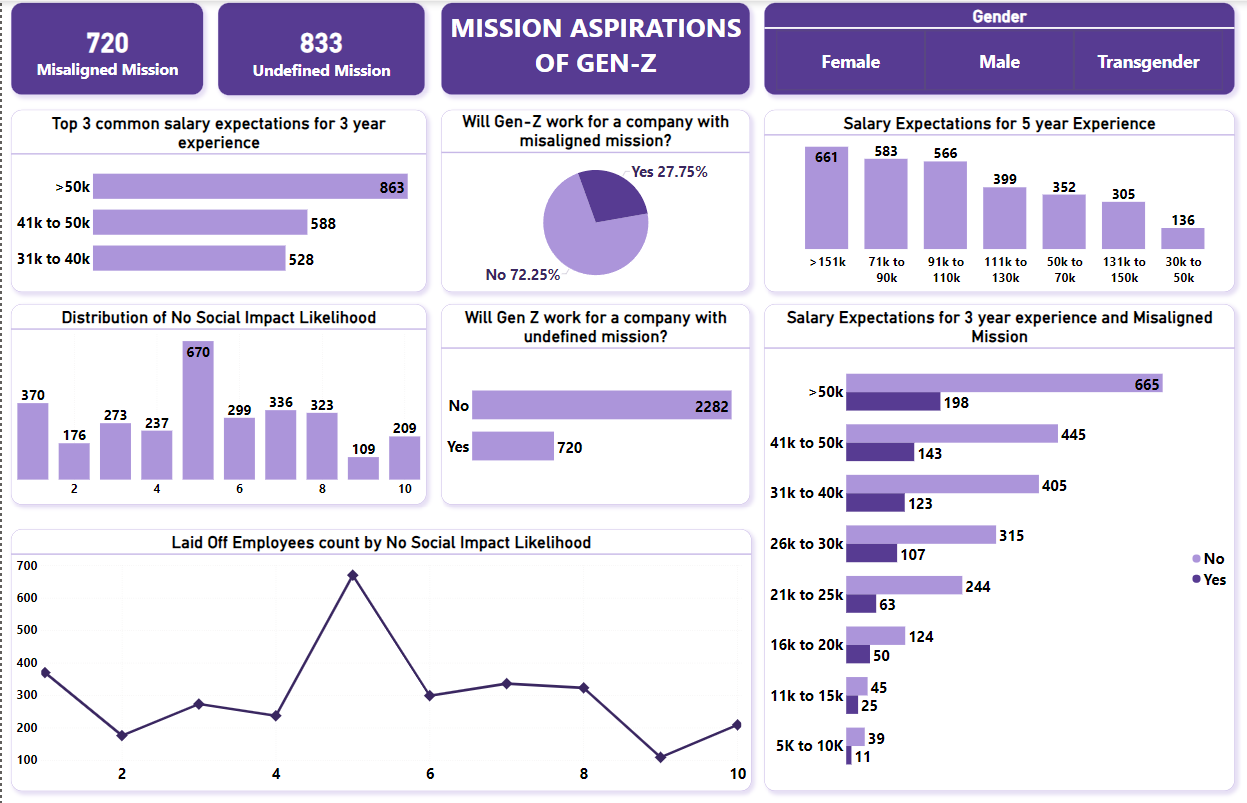 720
Misaligned Mission
833
Undefined Mission
MISSION ASPIRATIONS
OF GEN-Z
Gender
Female
Male
Transgender
Top 3 common salary expectations for 3 year
experience
>50k
863
41k to 50k
588
31k to 40k
528
Will Gen-Z work for a company with
misaligned mission?
Yes 27.75%
No 72.25%
Salary Expectations for 5 year Experience
661
583
566
399
352
305
136
>151k
71k to
90k
91k to
110k
111k to
130k
50k to
70k
131k to
150k
30k to
50k
Distribution of No Social Impact Likelihood
370
176
273
237
670
299
336
323
109
209
2
4
6
8
10
Will Gen Z work for a company with
undefined mission?
No
2282
Yes
720
Salary Expectations for 3 year experience and Misaligned
Mission
>50k
665
198
41k to 50k
445
143
31k to 40k
405
123
26k to 30k
315
107
21k to 25k
244
63
16k to 20k
124
50
11k to 15k
45
25
5K to 10K
39
11
No
Yes
Laid Off Employees count by No Social Impact Likelihood
700
600
500
400
300
200
100
2
4
6
8
10